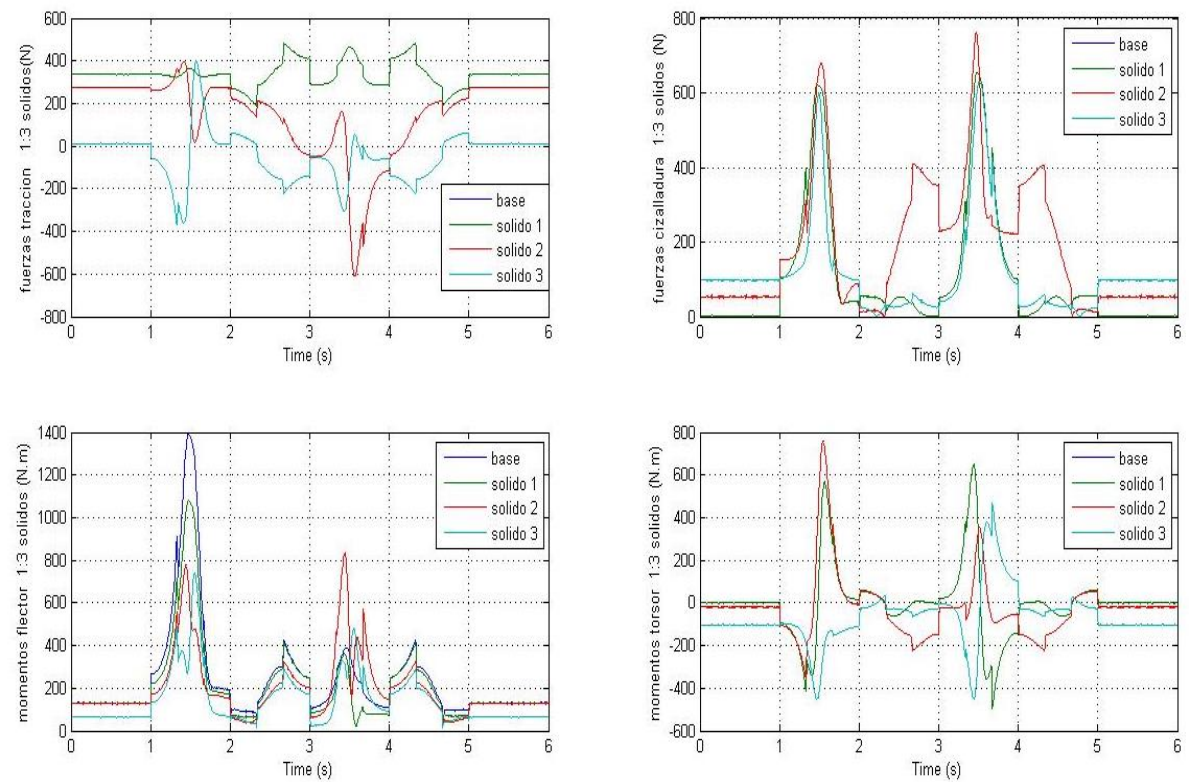 fuerzas traccion 1:3 solidos(N)
600
400
200
0
-200
-400
-600
-800
base
solido 1
solido 2
solido 3
0 1 2 3 4 5 6
Time (s)
fuerzas cizalladura 1:3 solidos (N)
800
600
400
200
0
base
solido 1
solido 2
solido 3
0 1 2 3 4 5 6
Time (s)
momentos flector 1:3 solidos (N.m)
1400
1200
1000
800
600
400
200
0
base
solido 1
solido 2
solido 3
0 1 2 3 4 5 6
Time (s)
momentos torsor 1:3 solidos (N.m)
800
600
400
200
0
-200
-400
-600
base
solido 1
solido 2
solido 3
0 1 2 3 4 5 6
Time (s)